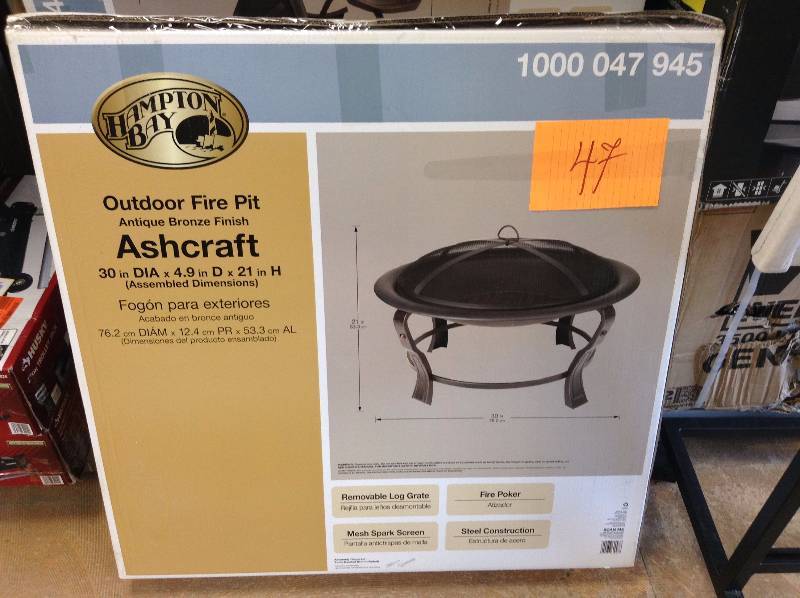 1000 047 945
HAMPTON BAY
47
Outdoor Fire Pit
Antique Bronze Finish
Ashcraft
30 in DIA x 4.9 in D x 21 in H
(Assembled Dimensions)
Fogón para exteriores
Acabado en bronce antiguo
76.2 cm DIÁM x 12.4 cm PR x 53.3 cm AL
(Dimensiones del producto ensamblado)
Removable Log Grate
Rejilla para leños desmontable
Fire Poker
Atizador
Mesh Spark Screen
Pantalla antichispas de malla
Steel Construction
Estructura de acero
HUSKY
3500